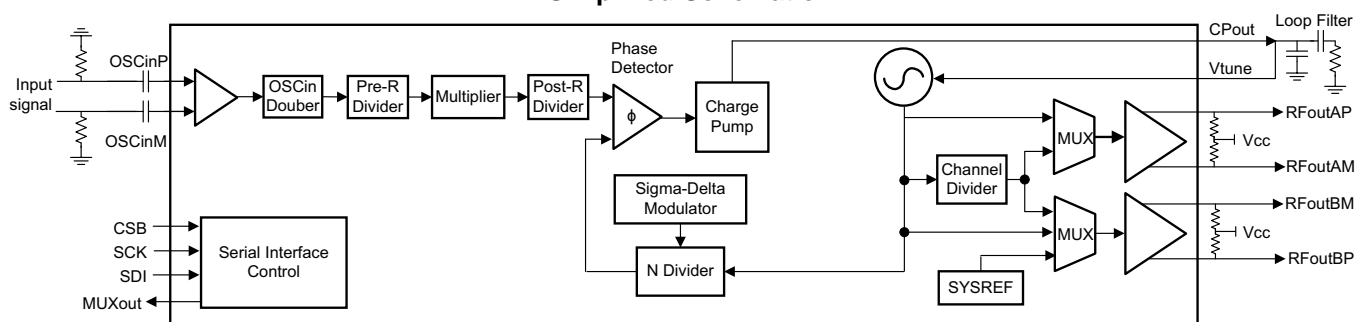 Input
signal
OSCinP
OSCinM
OSCin
Douber
Pre-R
Divider
Multiplier
Post-R
Divider
Phase
Detector
ϕ
Charge
Pump
CPout
Vtune
Loop Filter
MUX
RFoutAP
Vcc
RFoutAM
Channel
Divider
MUX
RFoutBM
Vcc
RFoutBP
SYSREF
Sigma-Delta
Modulator
N Divider
CSB
SCK
SDI
MUXout
Serial Interface
Control